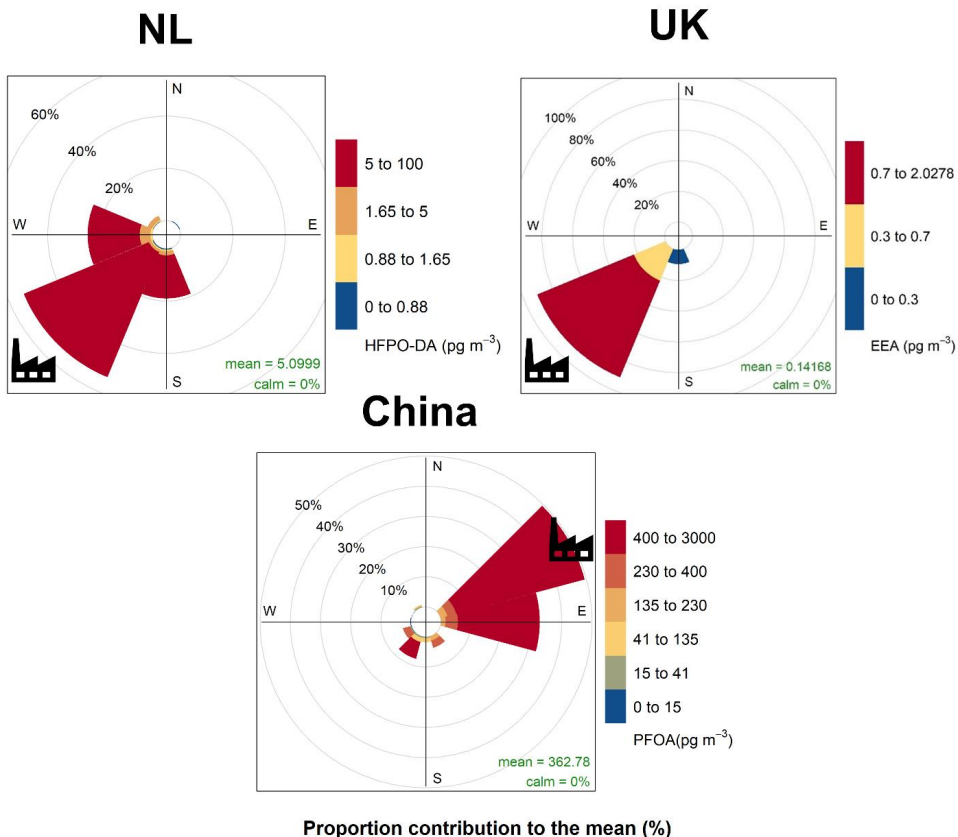 NL
UK
N
60%
40%
20%
W
E
S
mean = 5.0999
calm = 0%
5 to 100
1.65 to 5
0.88 to 1.65
0 to 0.88
HFPO-DA (pg m⁻³)
N
100%
80%
60%
40%
20%
W
E
S
mean = 0.14168
calm = 0%
0.7 to 2.0278
0.3 to 0.7
0 to 0.3
EEA (pg m⁻³)
China
N
50%
40%
30%
20%
10%
W
E
S
mean = 362.78
calm = 0%
400 to 3000
230 to 400
135 to 230
41 to 135
15 to 41
0 to 15
PFOA(pg m⁻³)
Proportion contribution to the mean (%)